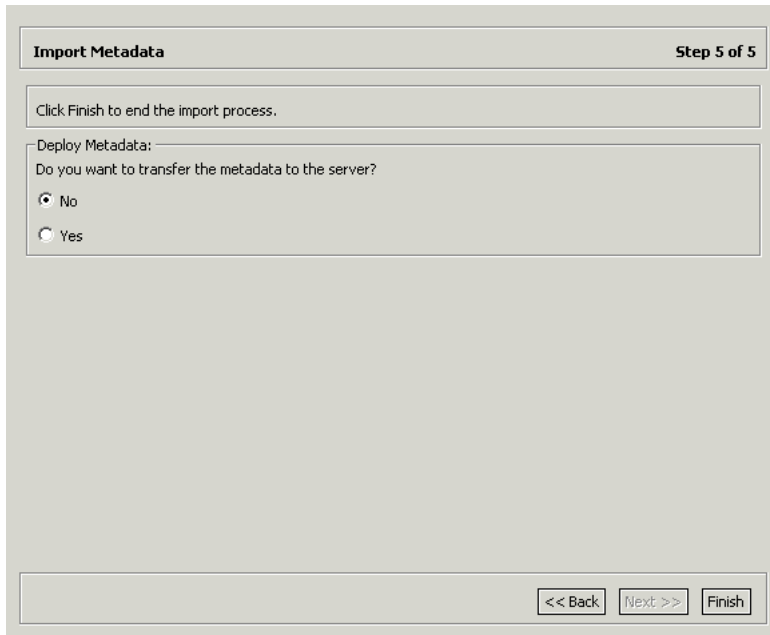 Import Metadata Step 5 of 5
Click Finish to end the import process.
Deploy Metadata:
Do you want to transfer the metadata to the server?
No
Yes
<< Back Next >> Finish